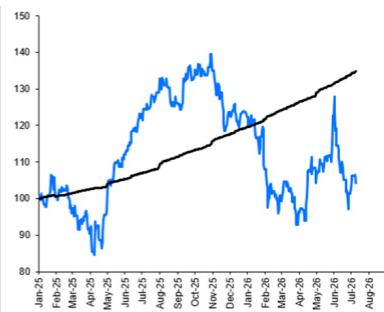 150
140
130
120
110
100
90
80
Jan-25
Feb-25
Mar-25
Apr-25
May-25
Jun-25
Jul-25
Aug-25
Sep-25
Oct-25
Nov-25
Dec-25
Jan-26
Feb-26
Mar-26
Apr-26
May-26
Jun-26
Jul-26
Aug-26